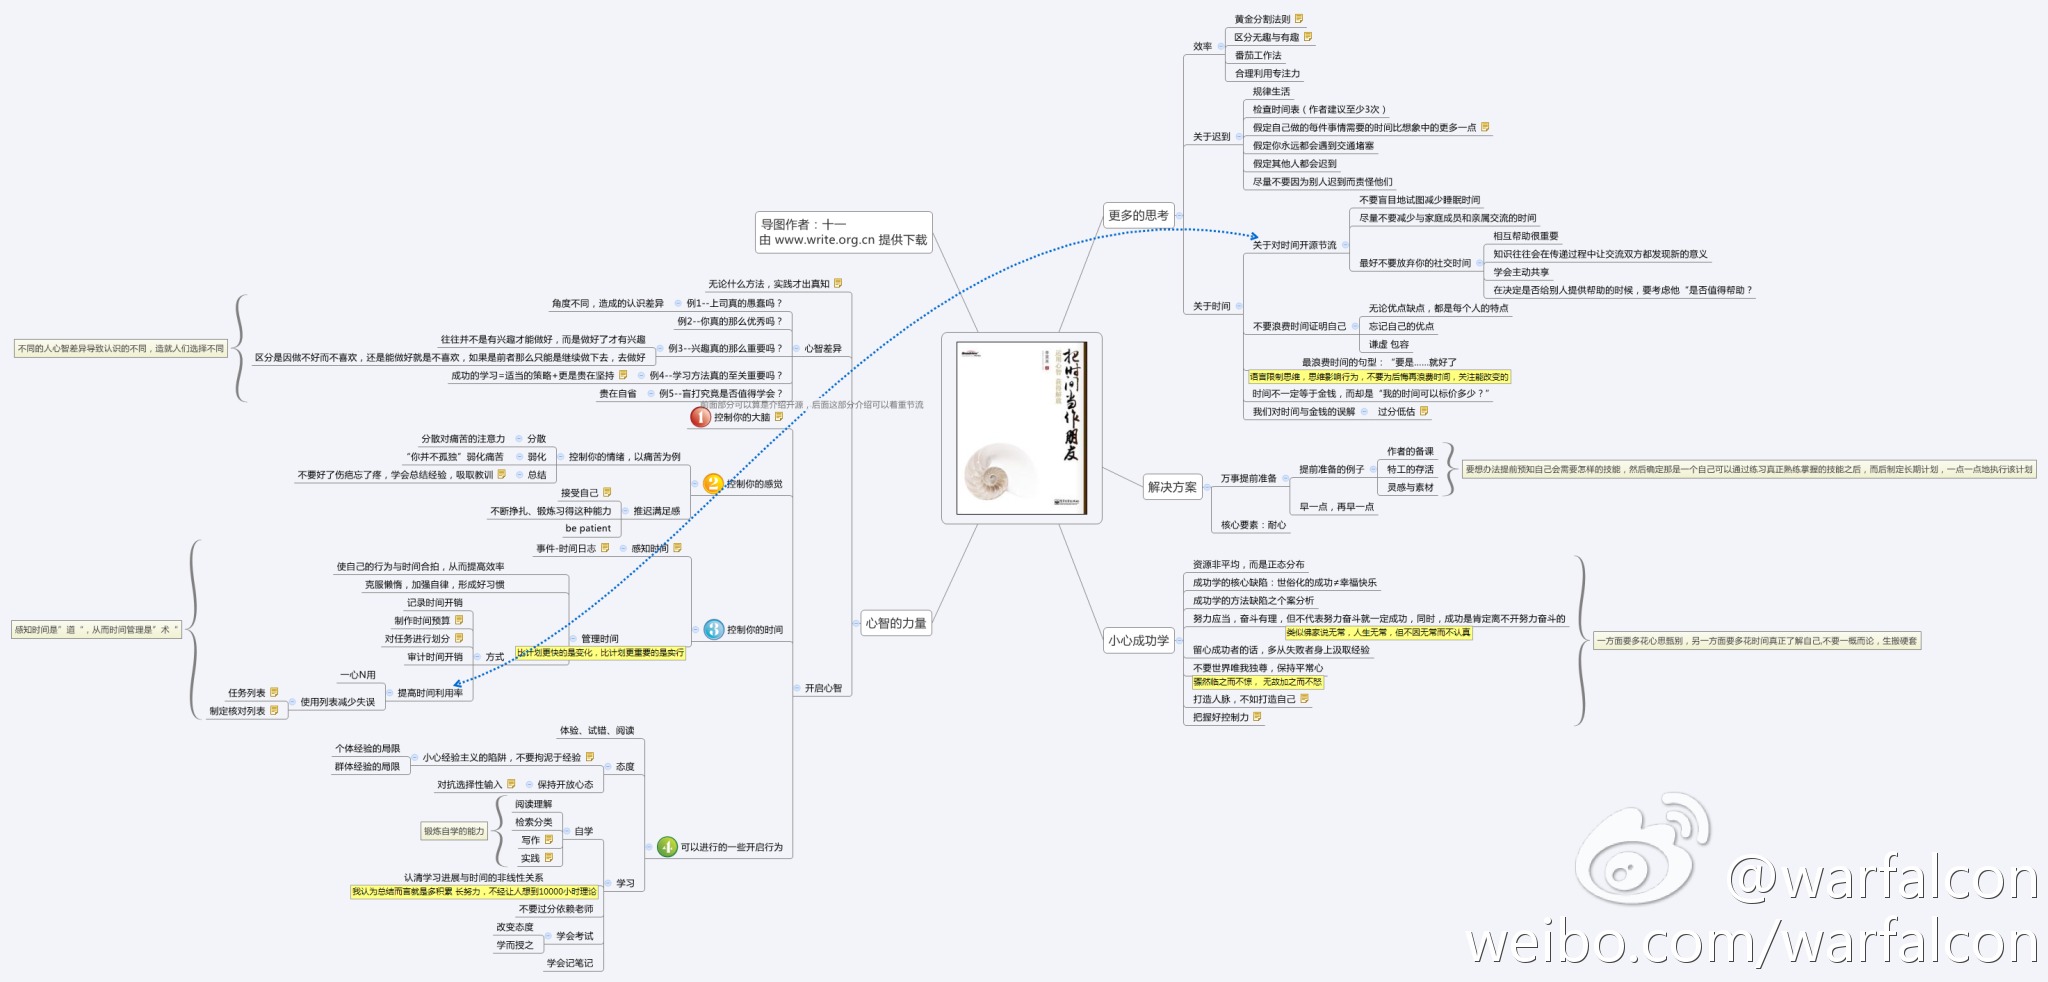 导图作者：十一
由 www.write.org.cn 提供下载
把时间当作朋友
运用心智 获得解放
更多的思考
效率
黄金分割法则
区分无趣与有趣
番茄工作法
合理利用专注力
关于迟到
规律生活
检查时间表（作者建议至少3次）
假定自己做的每件事情需要的时间比想象中的更多一点
假定你永远都会遇到交通堵塞
假定其他人都会迟到
尽量不要因为别人迟到而责怪他们
关于时间
关于对时间开源节流
不要盲目地试图减少睡眠时间
尽量不要减少与家庭成员和亲属交流的时间
最好不要放弃你的社交时间
相互帮助很重要
知识往往会在传递过程中让交流双方都发现新的意义
学会主动共享
在决定是否给别人提供帮助的时候，要考虑他“是否值得帮助？
不要浪费时间证明自己
无论优点缺点，都是每个人的特点
忘记自己的优点
谦虚 包容
最浪费时间的句型：“要是......就好了
语言限制思维，思维影响行为，不要为后悔再浪费时间，关注能改变的
时间不一定等于金钱，而却是“我的时间可以标价多少？”
我们对时间与金钱的误解
过分低估
解决方案
万事提前准备
提前准备的例子
作者的备课
特工的存活
灵感与素材
要想办法提前预知自己会需要怎样的技能，然后确定那是一个自己可以通过练习真正熟练掌握的技能之后，而后制定长期计划，一点一点地执行该计划
早一点，再早一点
核心要素：耐心
小心成功学
资源非平均，而是正态分布
成功学的核心缺陷：世俗化的成功≠幸福快乐
成功学的方法缺陷之个案分析
努力应当，奋斗有理，但不代表努力奋斗就一定成功，同时，成功是肯定离不开努力奋斗的
类似佛家说无常，人生无常，但不因无常而不认真
留心成功者的话，多从失败者身上汲取经验
不要世界唯我独尊，保持平常心
骤然临之而不惊，无故加之而不怒
打造人脉，不如打造自己
把握好控制力
一方面要多花心思甄别，另一方面要多花时间真正了解自己,不要一概而论，生搬硬套
心智的力量
无论什么方法，实践才出真知
心智差异
例1--上司真的愚蠢吗？
角度不同，造成的认识差异
例2--你真的那么优秀吗？
例3--兴趣真的那么重要吗？
往往并不是有兴趣才能做好，而是做好了才有兴趣
区分是因做不好而不喜欢，还是能做好就是不喜欢，如果是前者那么只能是继续做下去，去做好
例4--学习方法真的至关重要吗？
成功的学习=适当的策略+更是贵在坚持
例5--盲打究竟是否值得学会？
贵在自省
不同的人心智差异导致认识的不同，造就人们选择不同
前面部分可以算是介绍开源，后面这部分介绍可以着重节流
开启心智
1 控制你的大脑
2 控制你的感觉
控制你的情绪，以痛苦为例
分散
分散对痛苦的注意力
弱化
“你并不孤独”弱化痛苦
总结
不要好了伤疤忘了疼，学会总结经验，吸取教训
推迟满足感
接受自己
不断挣扎、锻炼习得这种能力
be patient
3 控制你的时间
感知时间
事件-时间日志
管理时间
比计划更快的是变化，比计划更重要的是实行
使自己的行为与时间合拍，从而提高效率
克服懒惰，加强自律，形成好习惯
方式
记录时间开销
制作时间预算
对任务进行划分
审计时间开销
提高时间利用率
一心N用
使用列表减少失误
任务列表
制定核对列表
感知时间是”道“，从而时间管理是”术“
4 可以进行的一些开启行为
体验、试错、阅读
态度
小心经验主义的陷阱，不要拘泥于经验
个体经验的局限
群体经验的局限
保持开放心态
对抗选择性输入
学习
自学
阅读理解
检索分类
写作
实践
锻炼自学的能力
认清学习进展与时间的非线性关系
我认为总结而言就是多积累 长努力，不经让人想到10000小时理论
不要过分依赖老师
学会考试
改变态度
学而授之
学会记笔记
@warfalcon
weibo.com/warfalcon